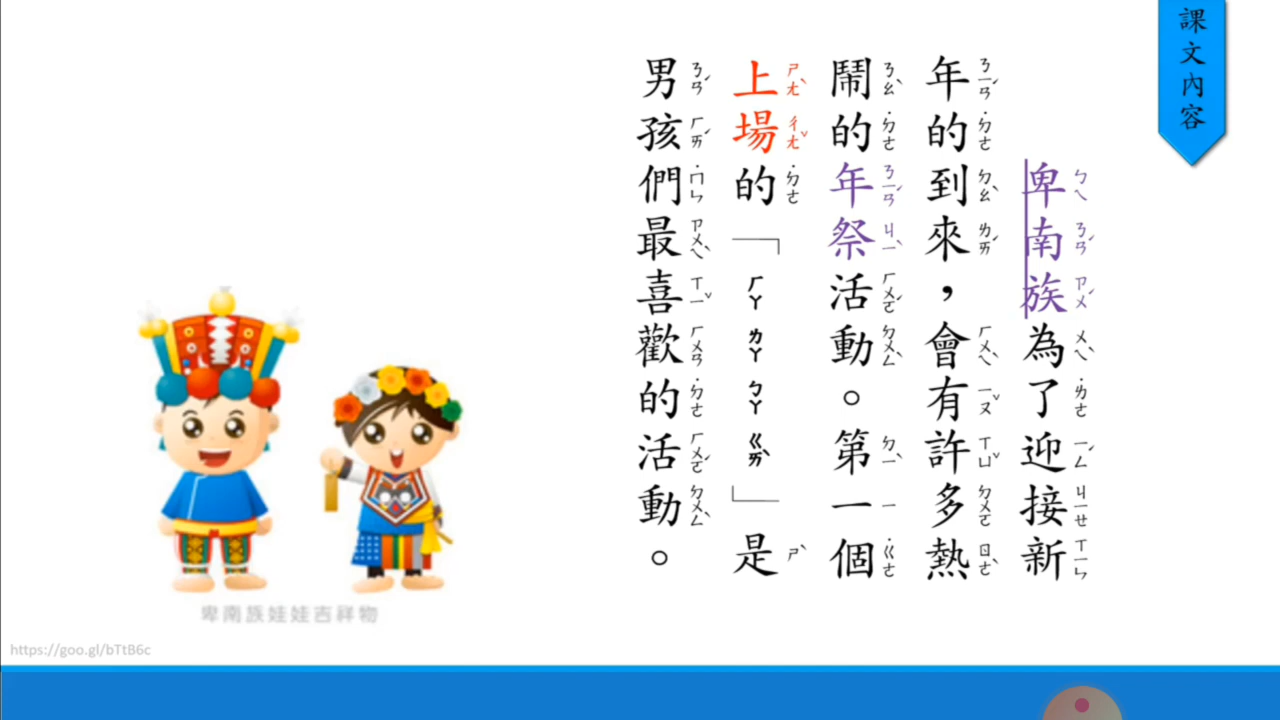 課文內容
卑南族為了迎接新
年的到來，會有許多熱
鬧的年祭活動。第一個
上場的「ㄏㄚ ㄌㄚ ㄅㄚ ㄍㄞˋ」是
男孩們最喜歡的活動。
卑南族娃娃吉祥物
https://goo.gl/bTtB6c